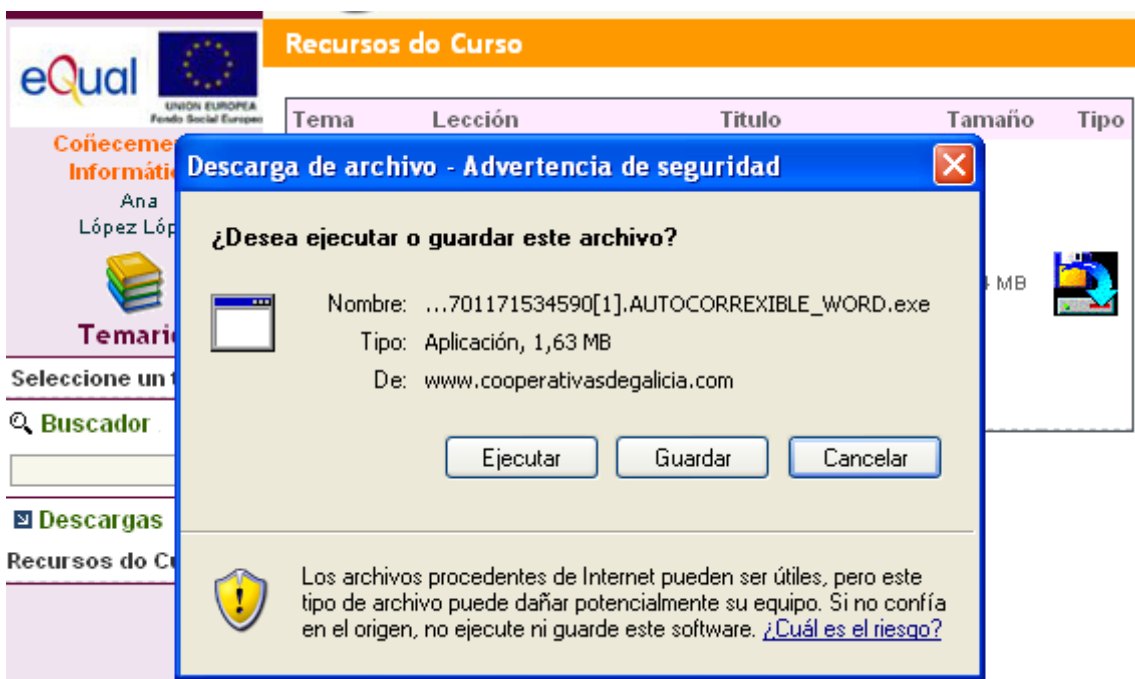 Recursos do Curso
eQual
UNION EUROPEA
Fondo Social Europeo
Tema Lección Titulo Tamaño Tipo
Ana
Descarga de archivo - Advertencia de seguridad
¿Desea ejecutar o guardar este archivo?
Nombre: ...701171534590[1].AUTOCORREXIBLE_WORD.exe
Tipo: Aplicación, 1,63 MB
De: www.cooperativasdegalicia.com
Ejecutar Guardar Cancelar
Los archivos procedentes de Internet pueden ser útiles, pero este
tipo de archivo puede dañar potencialmente su equipo. Si no confía
en el origen, no ejecute ni guarde este software. ¿Cuál es el riesgo?
López
MB
Seleccione un
Buscador
Descargas
Recursos do